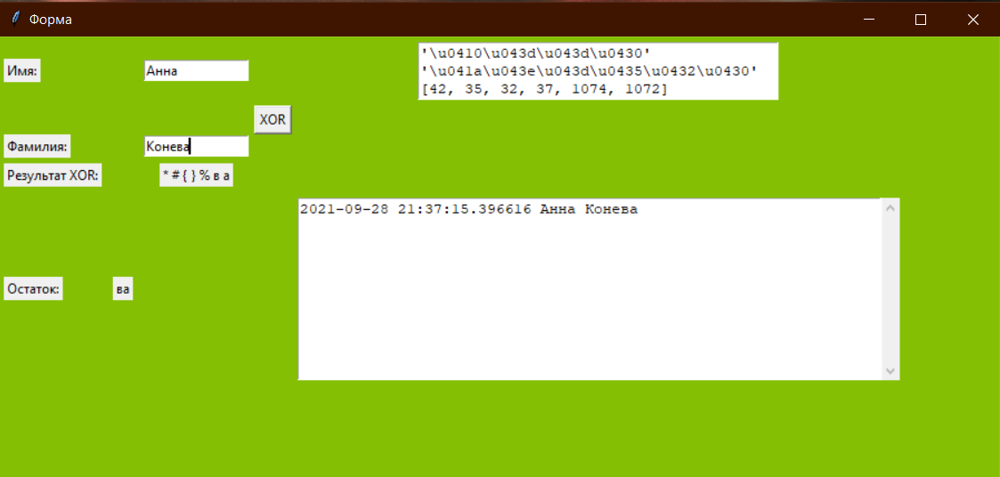 Форма
Имя:
Анна
'\u0410\u043d\u043d\u0430'
'\u041a\u043e\u043d\u0435\u0432\u0430'
[42, 35, 32, 37, 1074, 1072]
XOR
Фамилия:
Конева
Результат XOR:
* # { } % в а
2021-09-28 21:37:15.396616 Анна Конева
Остаток:
ва